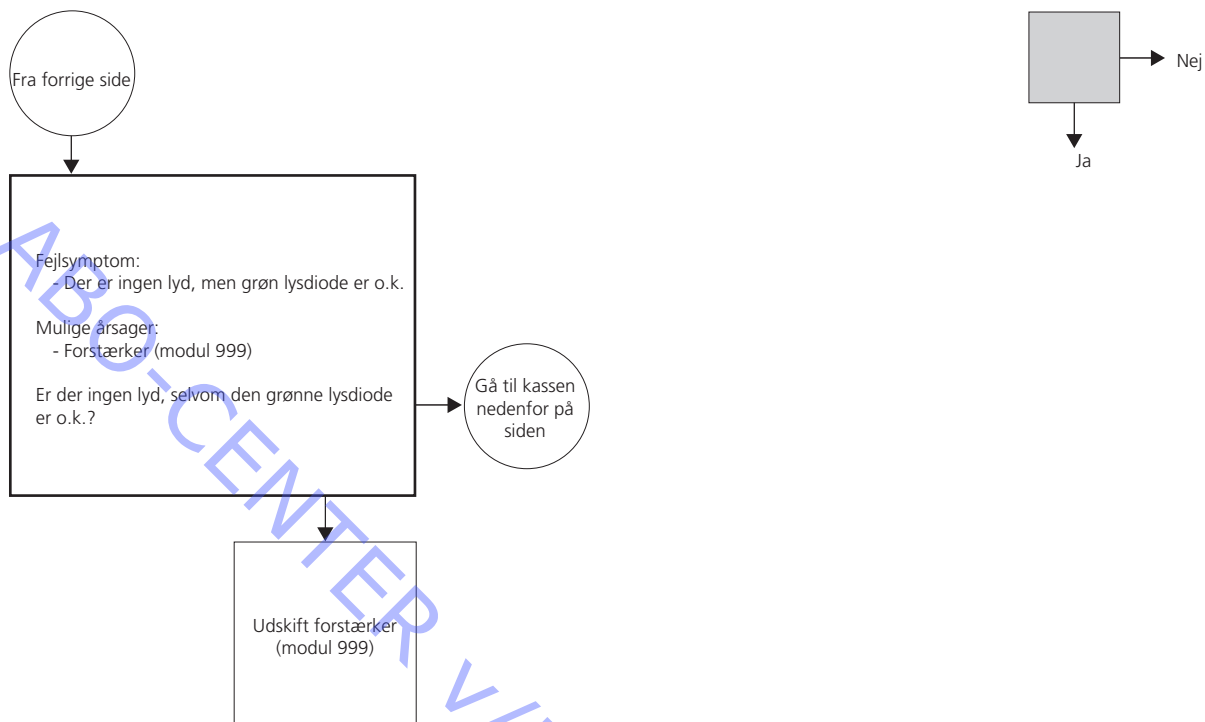 Fra forrige side
Nej
Ja
Fejlsymptom:
- Der er ingen lyd, men grøn lysdiode er o.k.
Mulige årsager:
- Forstærker (modul 999)
Er der ingen lyd, selvom den grønne lysdiode
er o.k.?
Gå til kassen
nedenfor på
siden
Udskift forstærker
(modul 999)
ABO-CENTER v/